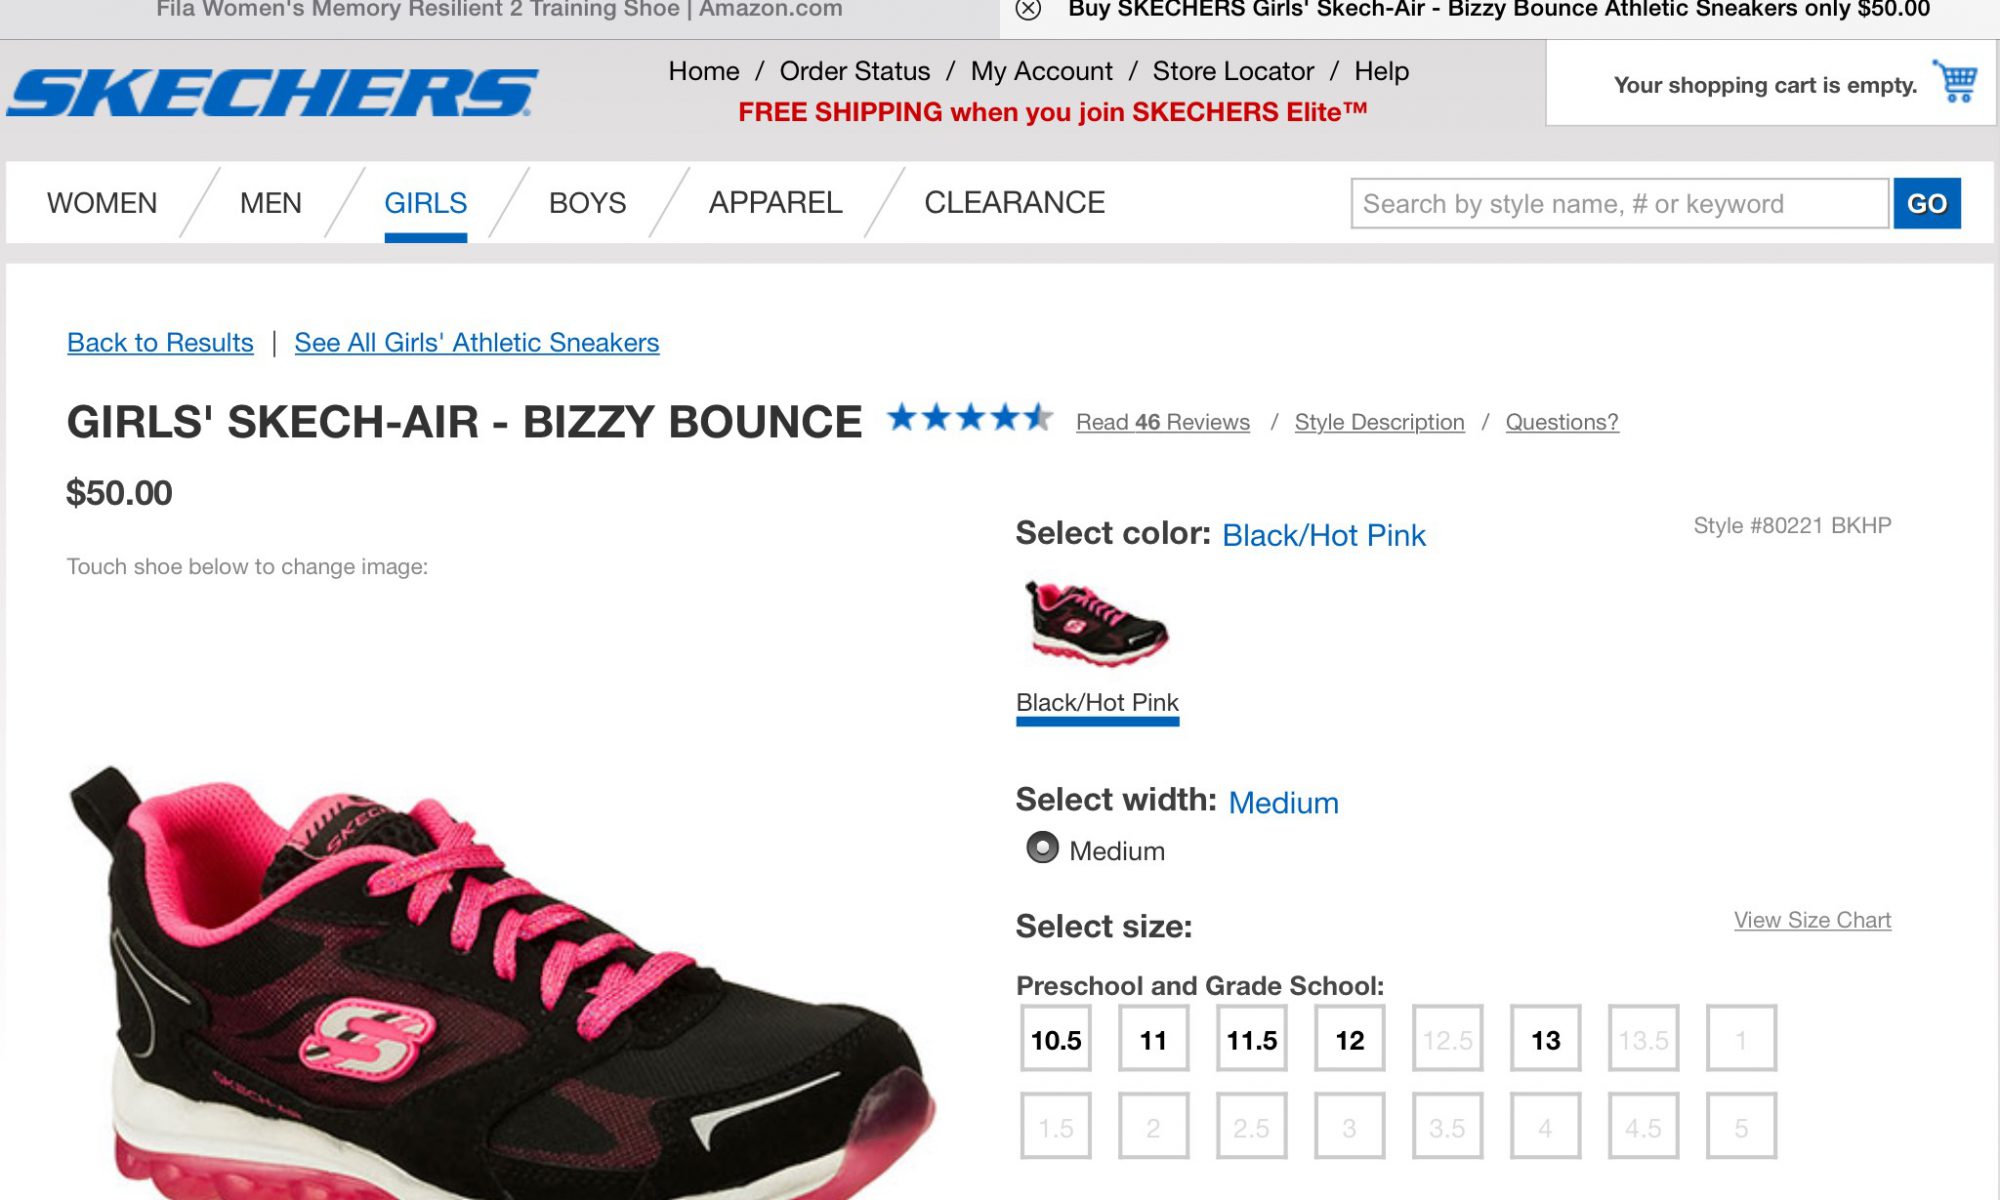 Fila Women's Memory Resilient 2 Training Shoe | Amazon.com
Buy SKECHERS Girls' Skech-Air - Bizzy Bounce Athletic Sneakers only $50.00
SKECHERS
Home / Order Status / My Account / Store Locator / Help
FREE SHIPPING when you join SKECHERS Elite™
Your shopping cart is empty.
WOMEN MEN GIRLS BOYS APPAREL CLEARANCE
Search by style name, # or keyword GO
Back to Results | See All Girls' Athletic Sneakers
GIRLS' SKECH-AIR - BIZZY BOUNCE
Read 46 Reviews / Style Description / Questions?
$50.00
Select color: Black/Hot Pink
Style #80221 BKHP
Touch shoe below to change image:
Black/Hot Pink
Select width: Medium
Medium
Select size:
View Size Chart
Preschool and Grade School:
10.5 11 11.5 12 12.5 13 13.5 1
1.5 2 2.5 3 3.5 4 4.5 5
SKECH-AIR